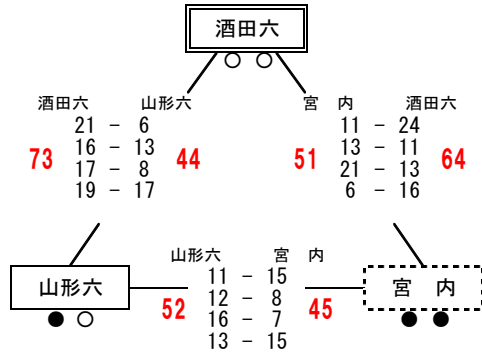 酒田六
○ ○
酒田六 山形六
73 44
21 - 6
16 - 13
17 - 8
19 - 17
宮 内 酒田六
51 64
11 - 24
13 - 11
21 - 13
6 - 16
山形六
● ○
山形六 宮 内
52 45
11 - 15
12 - 8
16 - 7
13 - 15
宮 内
● ●